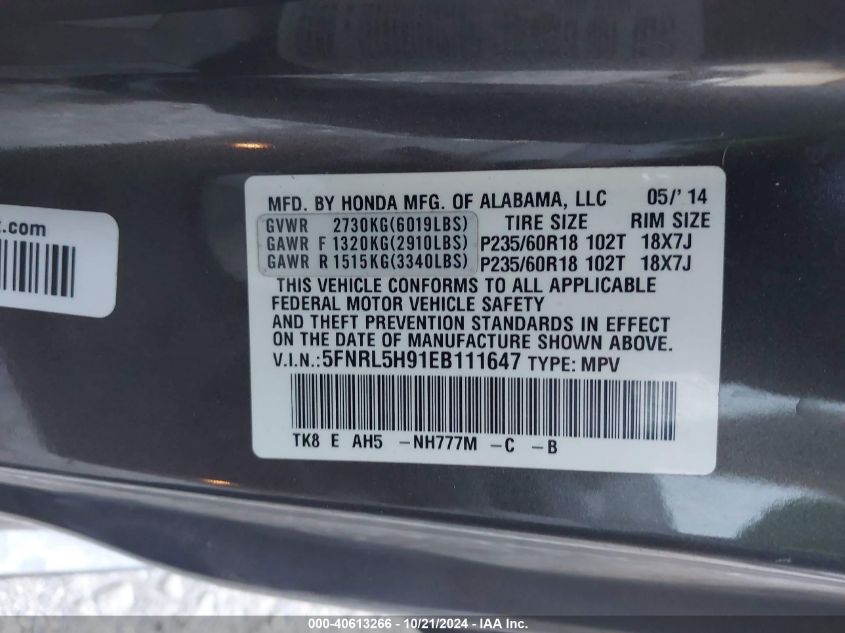 t.com
MFD. BY HONDA MFG. OF ALABAMA, LLC 05/' 14
GVWR 2730KG(6019LBS) TIRE SIZE RIM SIZE
GAWR F 1320KG(2910LBS) P235/60R18 102T 18X7J
GAWR R 1515KG(3340LBS) P235/60R18 102T 18X7J
THIS VEHICLE CONFORMS TO ALL APPLICABLE
FEDERAL MOTOR VEHICLE SAFETY
AND THEFT PREVENTION STANDARDS IN EFFECT
ON THE DATE OF MANUFACTURE SHOWN ABOVE.
V.I.N.: 5FNRL5H91EB111647 TYPE: MPV
TK8 E AH5 -NH777M -C -B
000-40613266 - 10/21/2024 - IAA Inc.